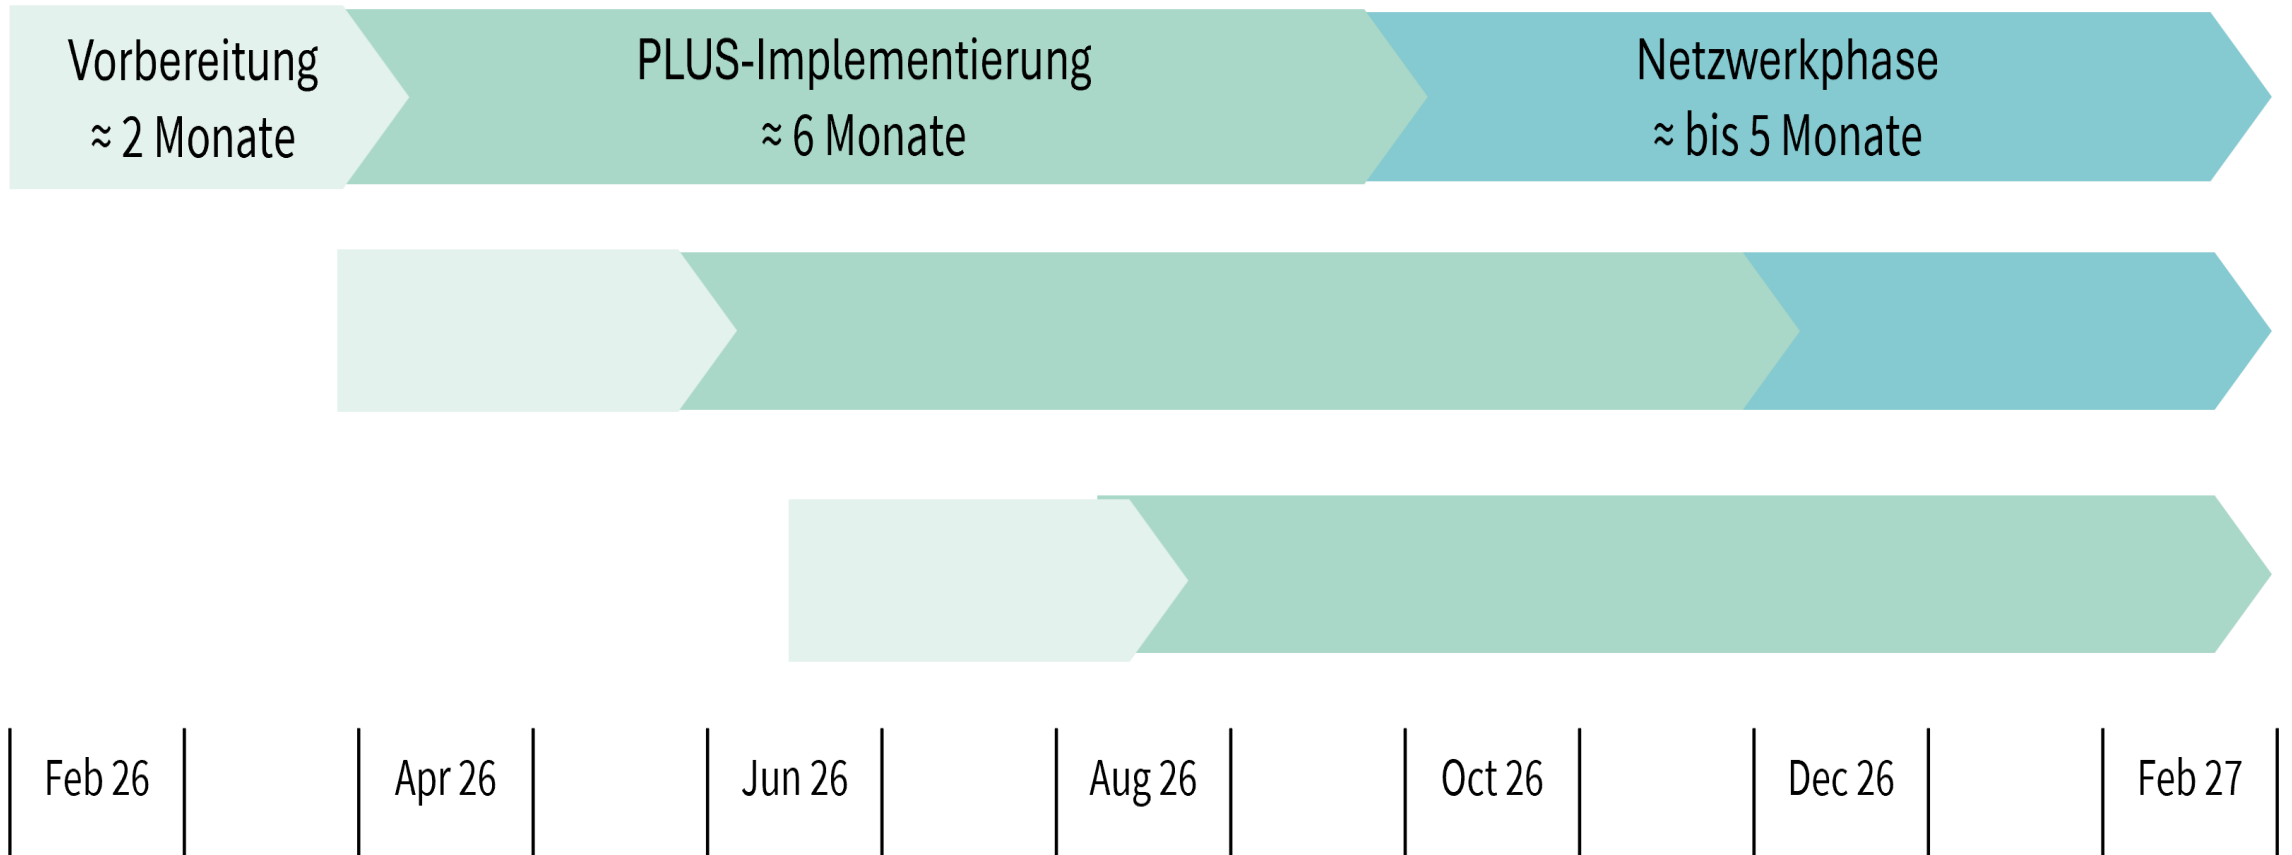 Vorbereitung
≈ 2 Monate
PLUS-Implementierung
≈ 6 Monate
Netzwerkphase
≈ bis 5 Monate
Feb 26
Apr 26
Jun 26
Aug 26
Oct 26
Dec 26
Feb 27